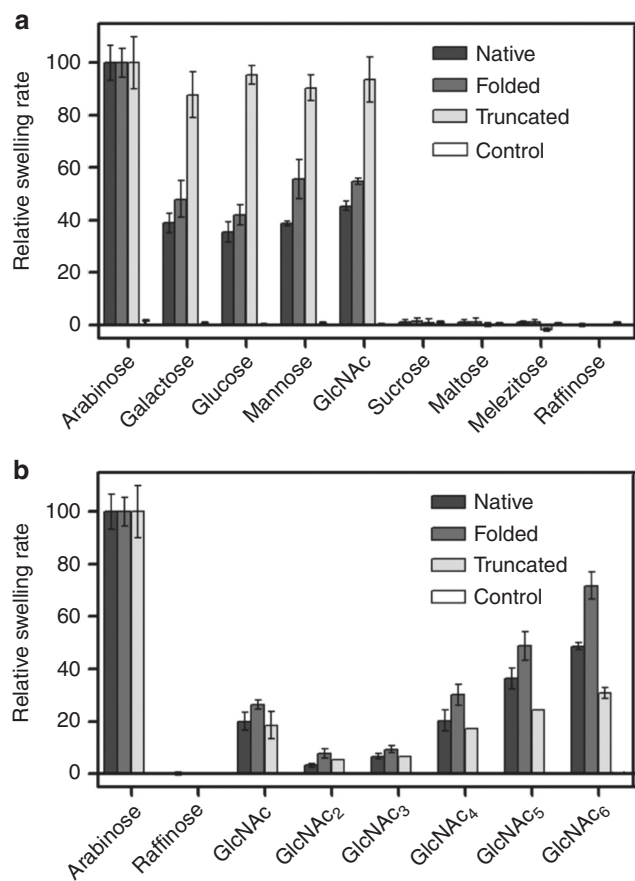 a
Relative swelling rate
100
80
60
40
20
0
Native
Folded
Truncated
Control
Arabinose
Galactose
Glucose
Mannose
GlcNAc
Sucrose
Maltose
Melezitose
Raffinose
b
Relative swelling rate
100
80
60
40
20
0
Native
Folded
Truncated
Control
Arabinose
Raffinose
GlcNAc
GlcNAc₂
GlcNAc₃
GlcNAc₄
GlcNAc₅
GlcNAc₆